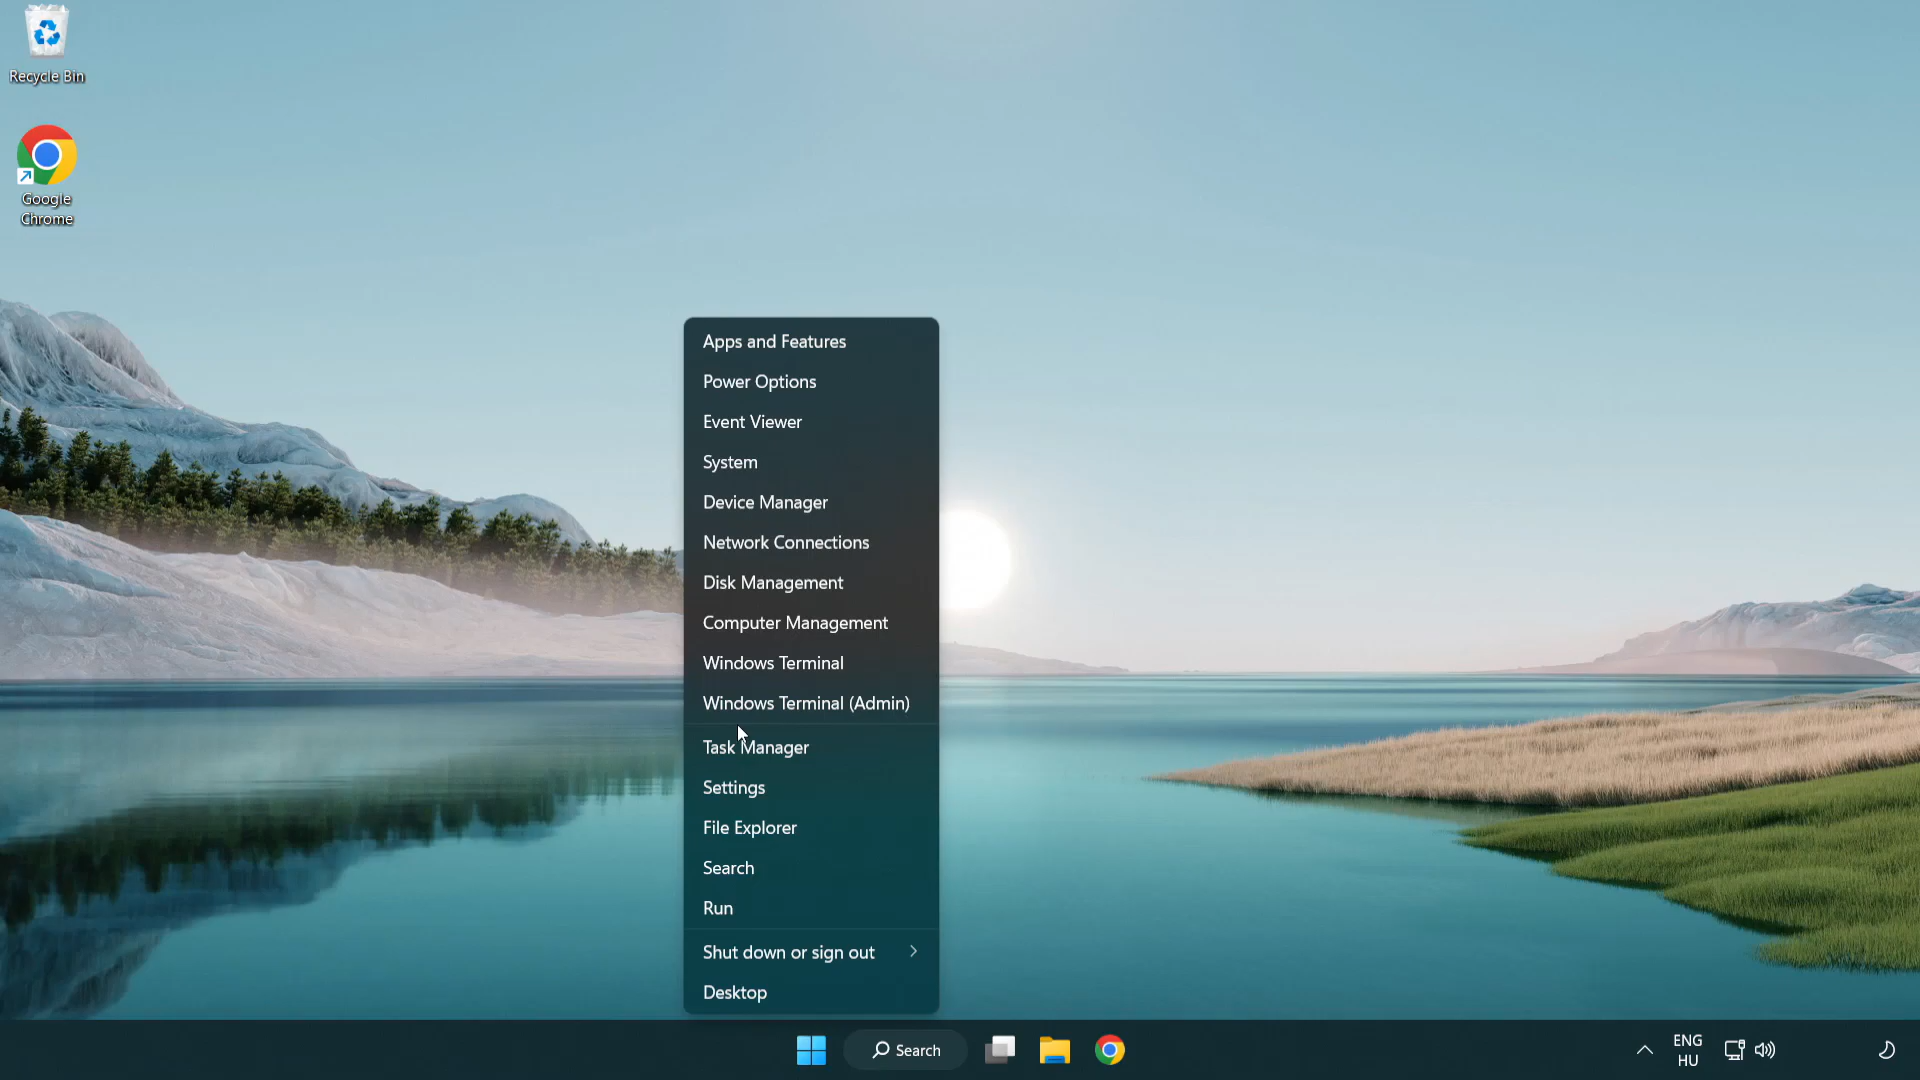 Recycle Bin
Google
Chrome
Apps and Features
Power Options
Event Viewer
System
Device Manager
Network Connections
Disk Management
Computer Management
Windows Terminal
Windows Terminal (Admin)
Task Manager
Settings
File Explorer
Search
Run
Shut down or sign out
Desktop
Search
ENG
HU